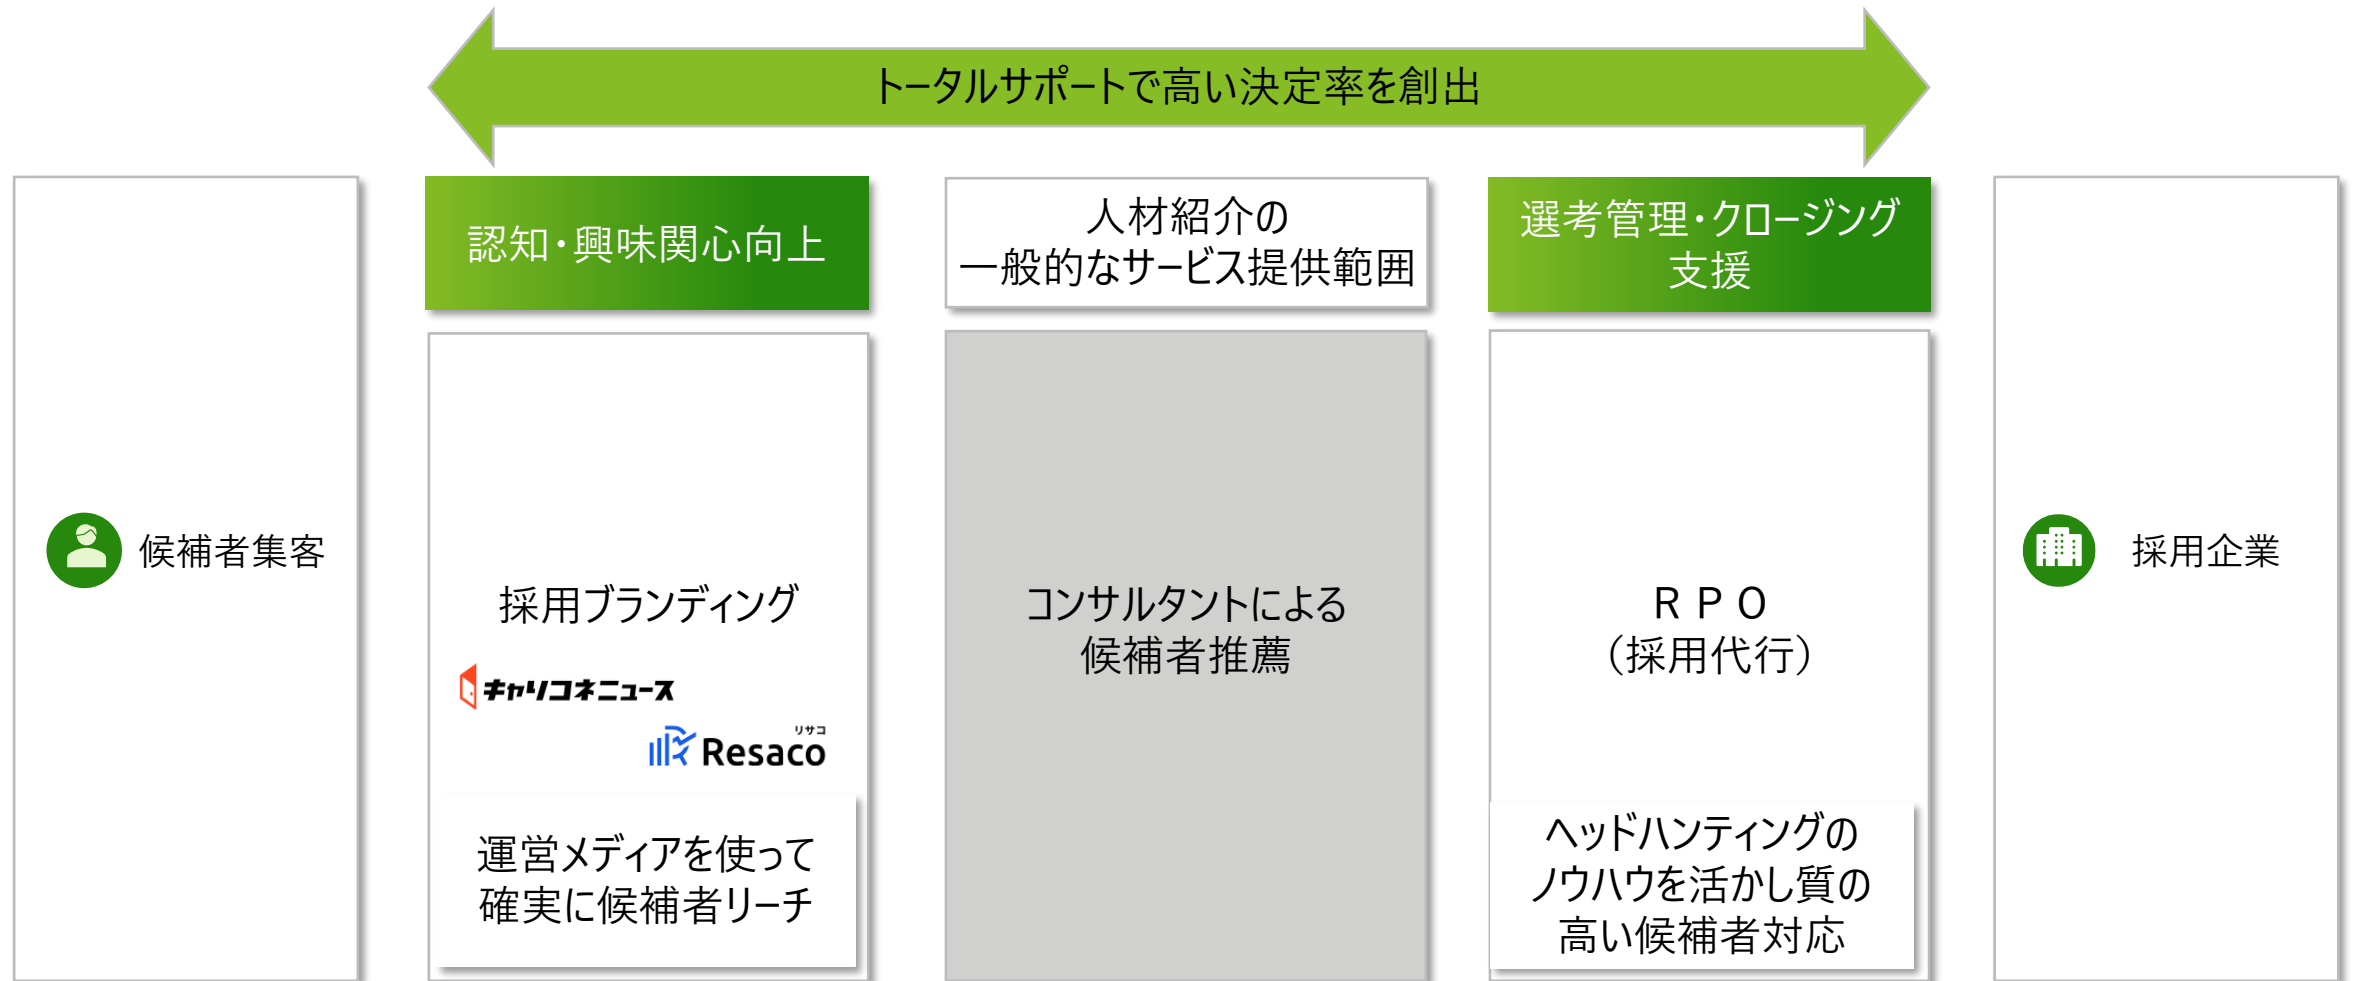 トータルサポートで高い決定率を創出
候補者集客
認知・興味関心向上
採用ブランディング
キャリコネニュース
リサコ
Resaco
運営メディアを使って
確実に候補者リーチ
人材紹介の
一般的なサービス提供範囲
コンサルタントによる
候補者推薦
選考管理・クロージング
支援
ＲＰＯ
（採用代行）
ヘッドハンティングの
ノウハウを活かし質の
高い候補者対応
採用企業